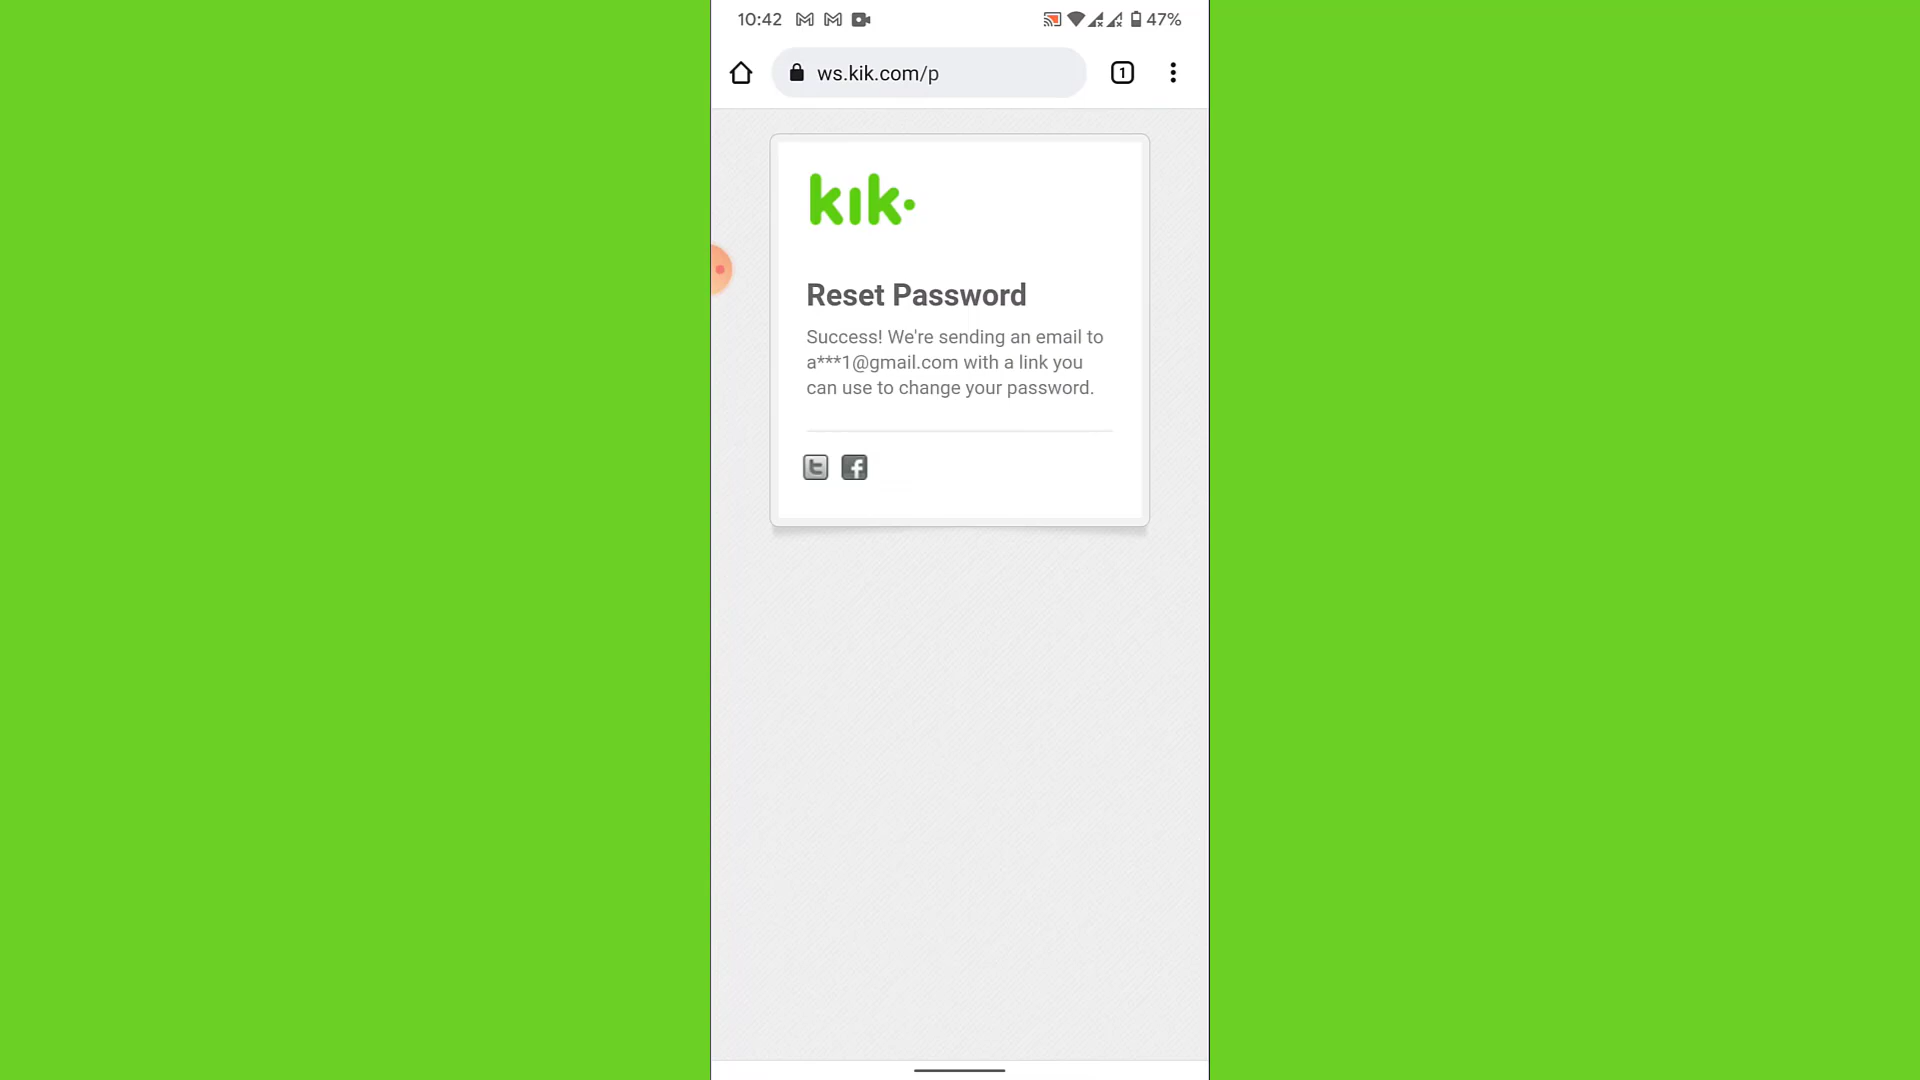 10:42
47%
ws.kik.com/p
1
kik·
Reset Password
Success! We're sending an email to
a***1@gmail.com with a link you
can use to change your password.